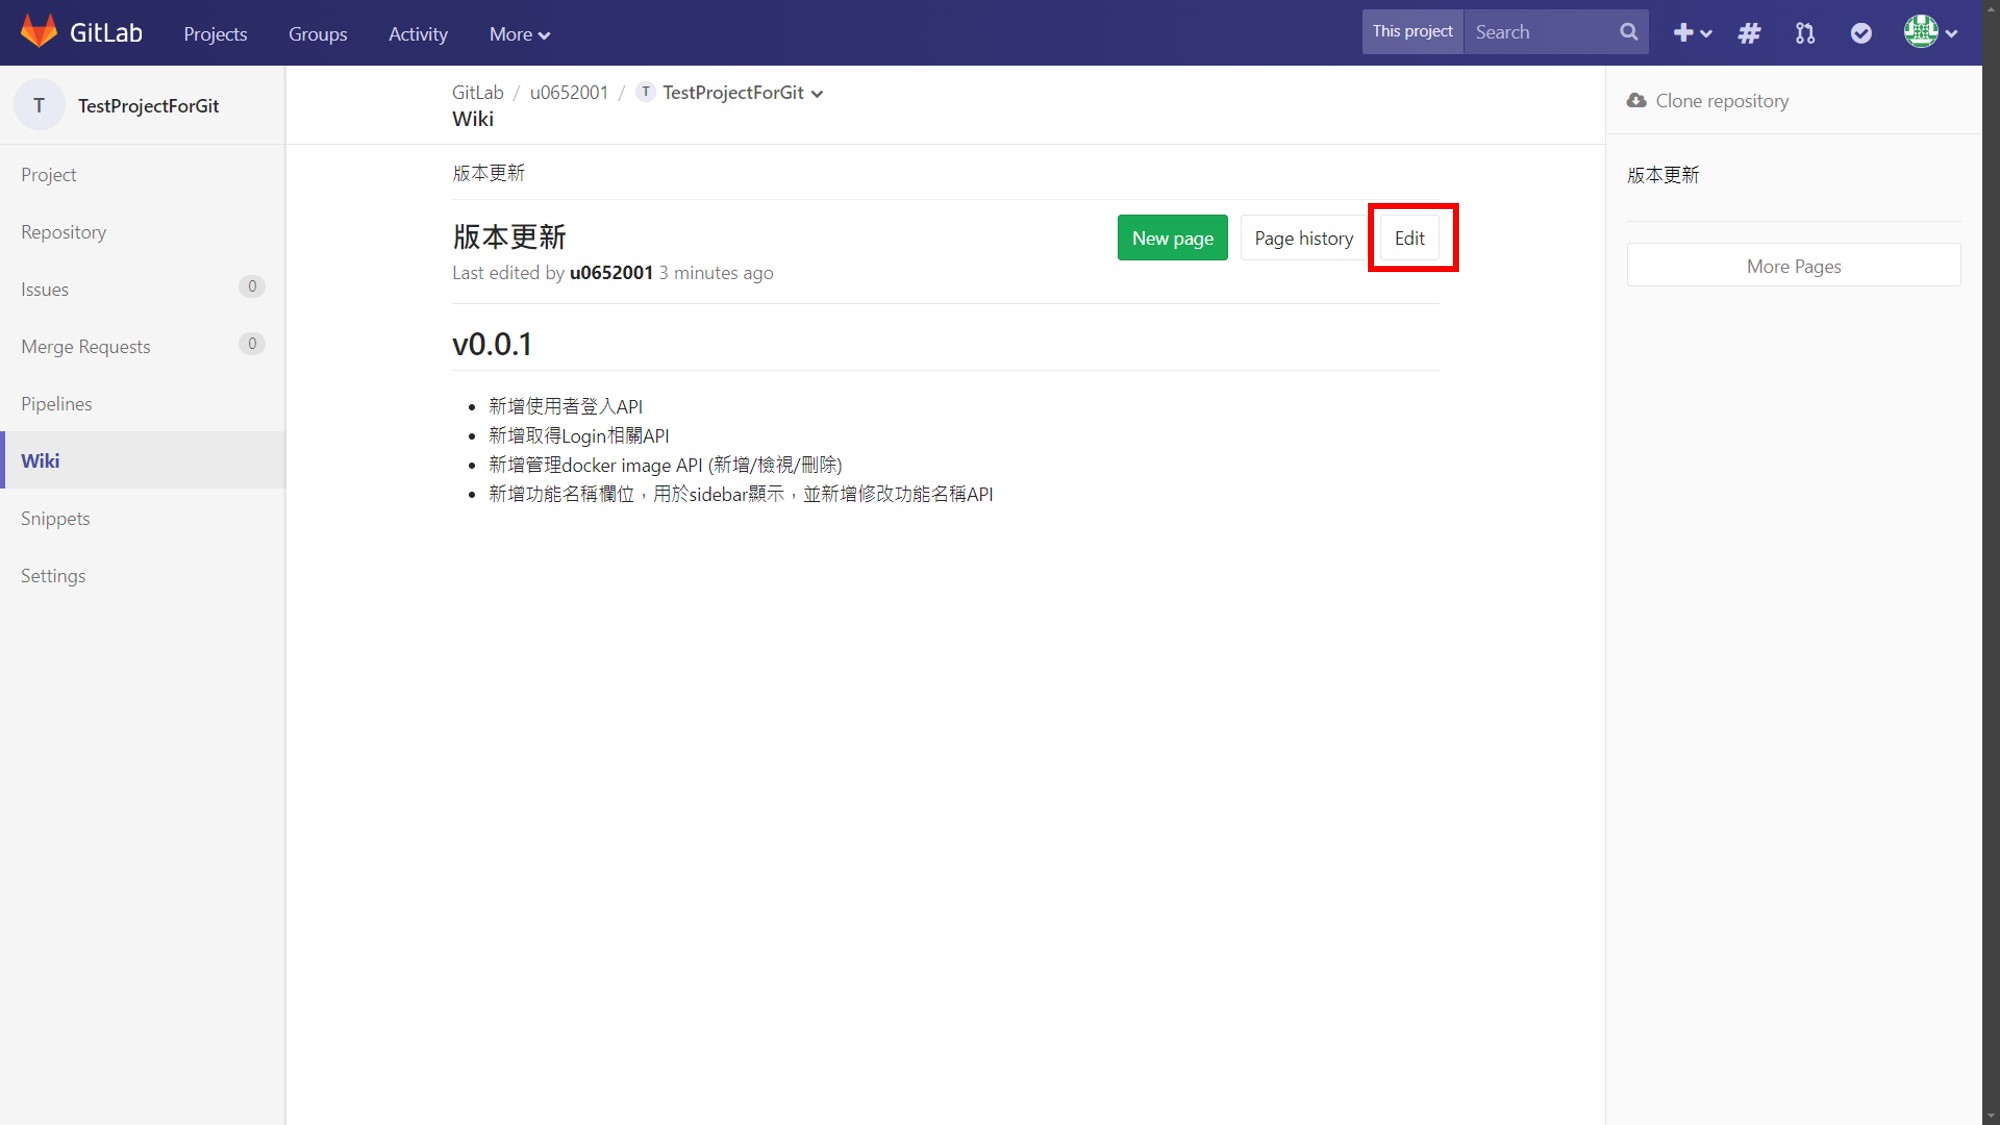 GitLab Projects Groups Activity More This project Search
T TestProjectForGit
Project
Repository
Issues 0
Merge Requests 0
Pipelines
Wiki
Snippets
Settings
GitLab / u0652001 / T TestProjectForGit
Wiki
版本更新
版本更新 New page Page history Edit
Last edited by u0652001 3 minutes ago
v0.0.1
新增使用者登入API
新增取得Login相關API
新增管理docker image API (新增/檢視/刪除)
新增功能名稱欄位，用於sidebar顯示，並新增修改功能名稱API
Clone repository
版本更新
More Pages